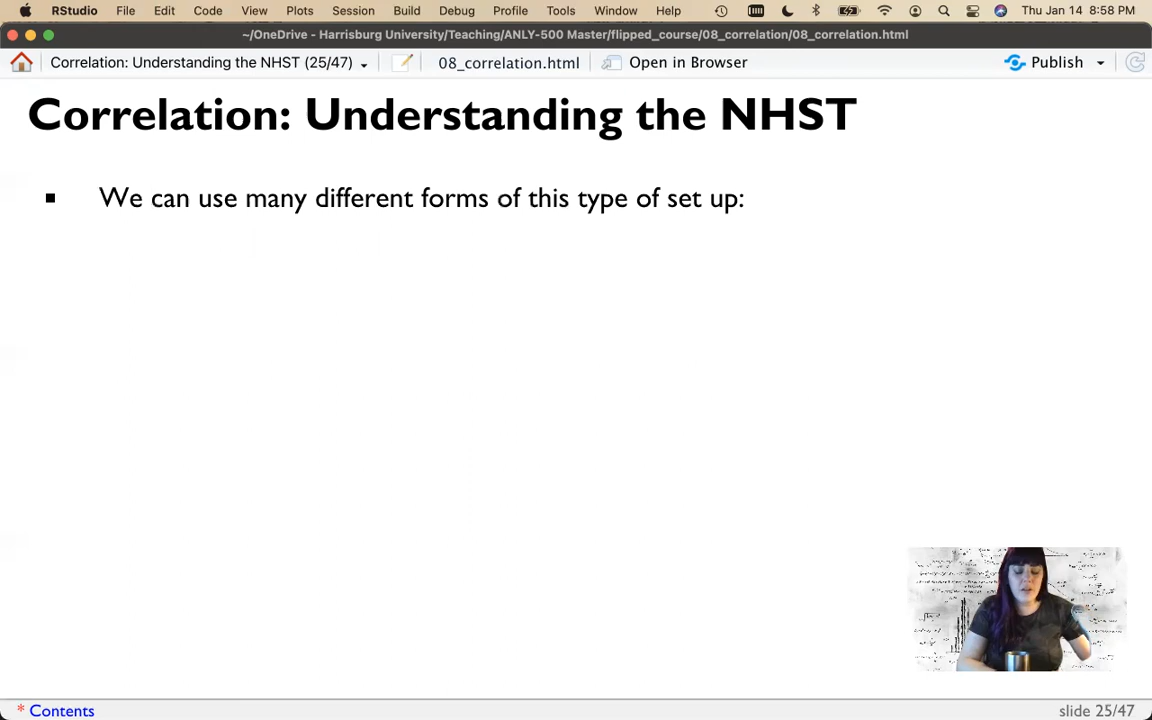 RStudio File Edit Code View Plots Session Build Debug Profile Tools Window Help Thu Jan 14 8:58 PM
~/OneDrive - Harrisburg University/Teaching/ANLY-500 Master/flipped_course/08_correlation/08_correlation.html
Correlation: Understanding the NHST (25/47) 08_correlation.html Open in Browser Publish
Correlation: Understanding the NHST
▪ We can use many different forms of this type of set up:
* Contents slide 25/47